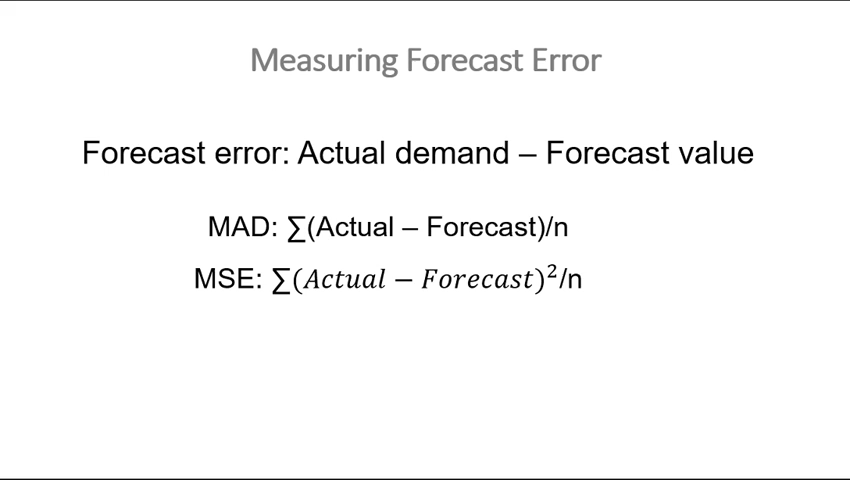 Measuring Forecast Error
Forecast error: Actual demand – Forecast value
MAD: ∑(Actual – Forecast)/n
MSE: ∑(𝐴𝑐𝑡𝑢𝑎𝑙 − 𝐹𝑜𝑟𝑒𝑐𝑎𝑠𝑡)²/n